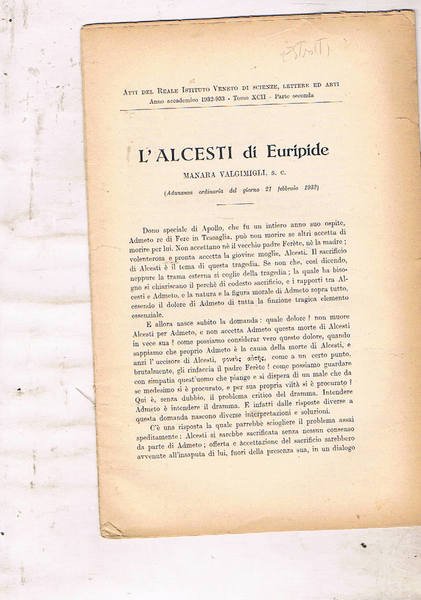 estratti
ATTI DEL REALE ISTITUTO VENETO DI SCIENZE, LETTERE ED ARTI
Anno accademico 1932-933 - Tomo XCII - Parte seconda
L'ALCESTI di Euripide
MANARA VALGIMIGLI, s. c.
(Adunanza ordinaria del giorno 21 febbraio 1933)
Dono speciale di Apollo, che fu un intiero anno suo ospite,
Admeto re di Fere in Tessaglia, può non morire se altri accetta di
morire per lui. Non accettano nè il vecchio padre Ferète, nè la madre;
volenterosa e pronta accetta la giovine moglie, Alcesti. Il sacrificio
di Alcesti è il tema di questa tragedia. Se non che, così dicendo,
neppure la trama esterna si coglie della tragedia; la quale ha biso-
gno si chiariscano il perchè di codesto sacrificio, e i rapporti tra Al-
cesti e Admeto, e la natura e la figura morale di Admeto sopra tutto,
essendo il dolore di Admeto di tutta la finzione tragica elemento
essenziale.
E allora nasce subito la domanda: quale dolore! non muore
Alcesti per Admeto, e non accetta Admeto questa morte di Alcesti
in vece sua! come possiamo considerar vero questo dolore, quando
sappiamo che proprio Admeto è la causa della morte di Alcesti, e
anzi l'uccisore di Alcesti, φονεὺς αὐτῆς, come a un certo punto,
brutalmente, gli rinfaccia il padre Ferète! come possiamo guardare
con simpatia quest'uomo che piange e si dispera di un male che da
se medesimo si è procurato, e per sua propria viltà si è procurato!
Qui è, senza dubbio, il problema critico del dramma. Intendere
Admeto è intendere il dramma. E infatti dalle risposte diverse a
questa domanda nascono diverse interpretazioni e soluzioni.
C'è una risposta la quale parrebbe sciogliere il problema assai
speditamente: Alcesti si sarebbe sacrificata senza nessun consenso
da parte di Admeto; offerta e accettazione del sacrificio sarebbero
avvenute all'insaputa di lui, fuori della presenza sua, in un dialogo